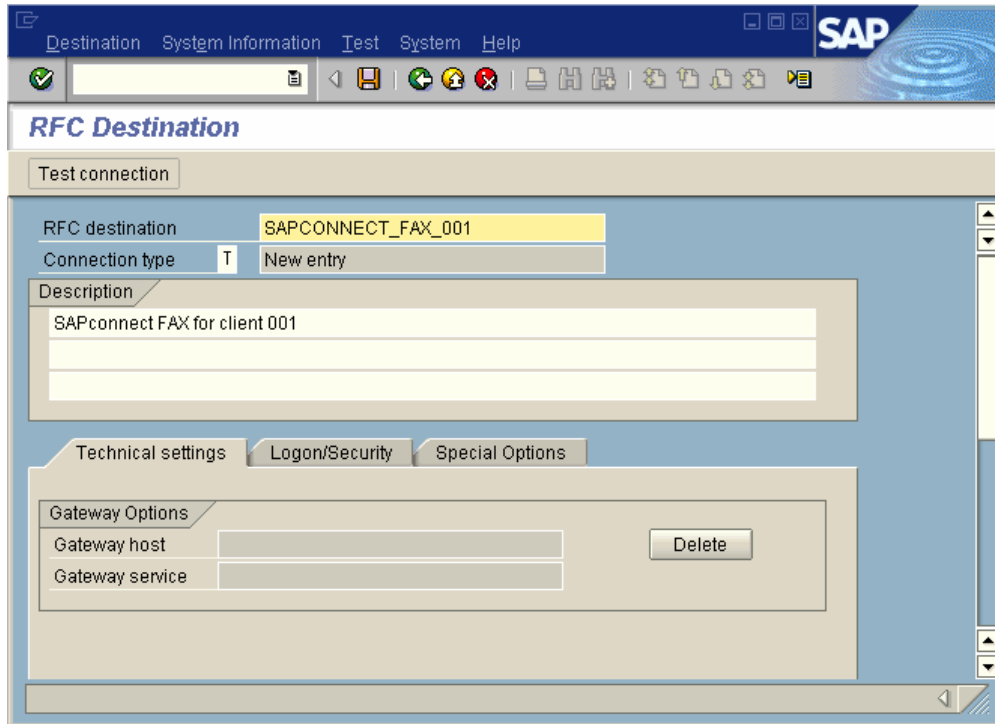 Destination System Information Test System Help
SAP
RFC Destination
Test connection
RFC destination SAPCONNECT_FAX_001
Connection type T New entry
Description
SAPconnect FAX for client 001
Technical settings Logon/Security Special Options
Gateway Options
Gateway host Delete
Gateway service